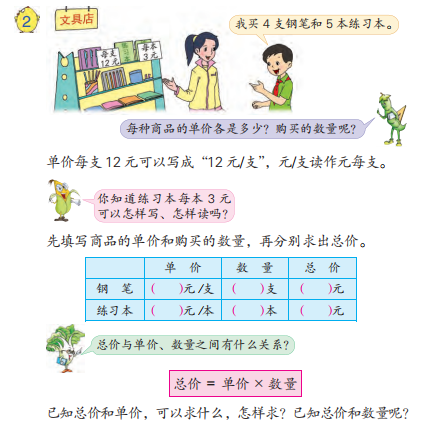 2
文具店
我买 4 支钢笔和 5 本练习本。
每支
12 元
每本
3 元
每种商品的单价各是多少？购买的数量呢？
单价每支 12 元可以写成“12 元/支”，元/支读作元每支。
你知道练习本每本 3 元
可以怎样写、怎样读吗？
先填写商品的单价和购买的数量，再分别求出总价。
单 价 数 量 总 价
钢 笔 （ ）元/支 （ ）支 （ ）元
练习本 （ ）元/本 （ ）本 （ ）元
总价与单价、数量之间有什么关系？
总价 = 单价 × 数量
已知总价和单价，可以求什么，怎样求？已知总价和数量呢？